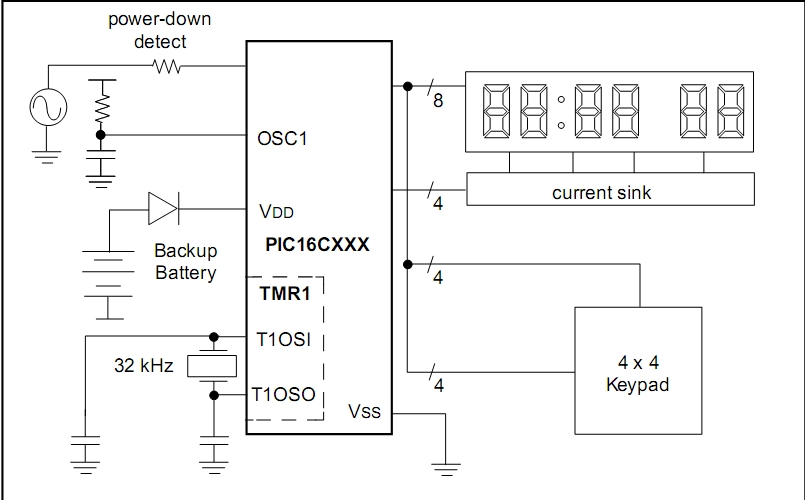 power-down
detect
8
OSC1
current sink
4
VDD
PIC16CXXX
Backup
Battery
4
TMR1
T1OSI
32 kHz
4 x 4
Keypad
4
T1OSO
VSS